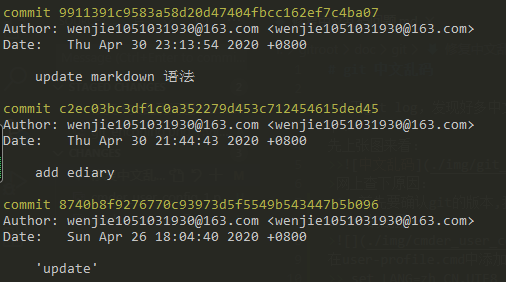 commit 9911391c9583a58d20d47404fbcc162ef7c4ba07
Author: wenjie1051031930@163.com <wenjie1051031930@163.com>
Date:   Thu Apr 30 23:13:54 2020 +0800
update markdown 语法
commit c2ec03bc3df1c0a352279d453c712454615ded45
Author: wenjie1051031930@163.com <wenjie1051031930@163.com>
Date:   Thu Apr 30 21:44:43 2020 +0800
add ediary
commit 8740b8f9276770c93973d5f5549b543447b5b096
Author: wenjie1051031930@163.com <wenjie1051031930@163.com>
Date:   Sun Apr 26 18:04:40 2020 +0800
'update'